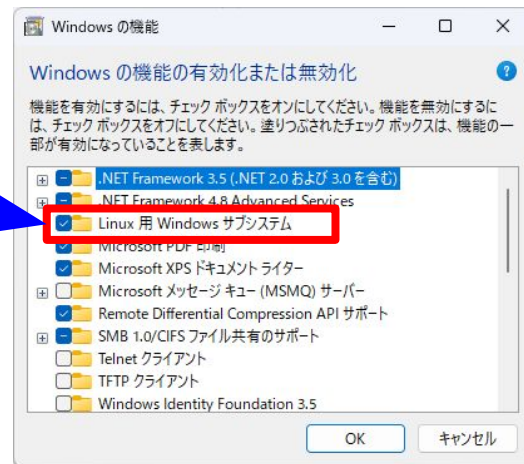 Windows の機能
Windows の機能の有効化または無効化
?
機能を有効にするには、チェック ボックスをオンにしてください。機能を無効にするに
は、チェック ボックスをオフにしてください。塗りつぶされたチェック ボックスは、機能の一
部が有効になっていることを表します。
.NET Framework 3.5 (.NET 2.0 および 3.0 を含む)
.NET Framework 4.8 Advanced Services
Linux 用 Windows サブシステム
Microsoft PDF 印刷
Microsoft XPS ドキュメント ライター
Microsoft メッセージ キュー (MSMQ) サーバー
Remote Differential Compression API サポート
SMB 1.0/CIFS ファイル共有のサポート
Telnet クライアント
TFTP クライアント
Windows Identity Foundation 3.5
OK
キャンセル